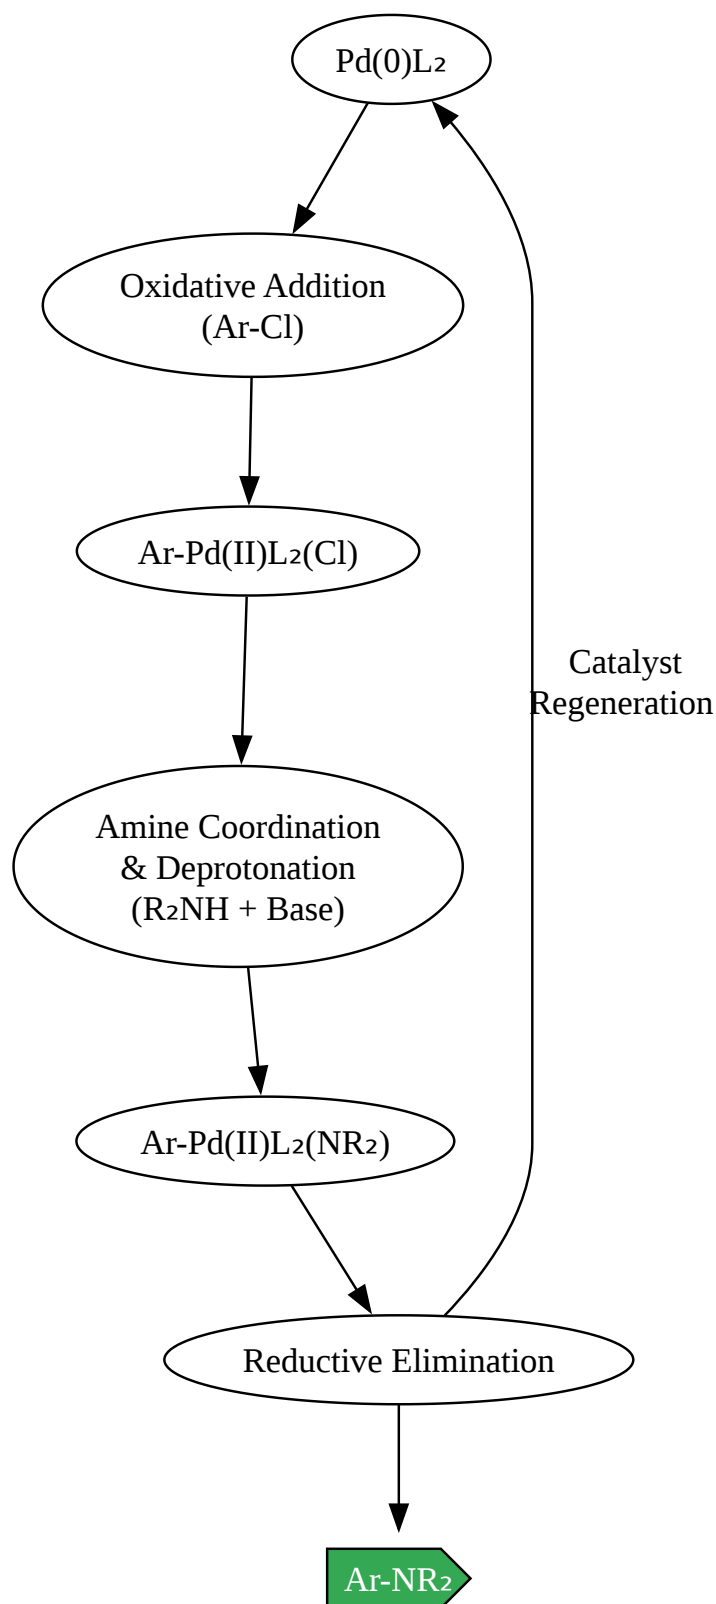 Pd(0)L₂
Oxidative Addition
(Ar-Cl)
Ar-Pd(II)L₂(Cl)
Catalyst
Regeneration
Amine Coordination
& Deprotonation
(R₂NH + Base)
Ar-Pd(II)L₂(NR₂)
Reductive Elimination
Ar-NR₂